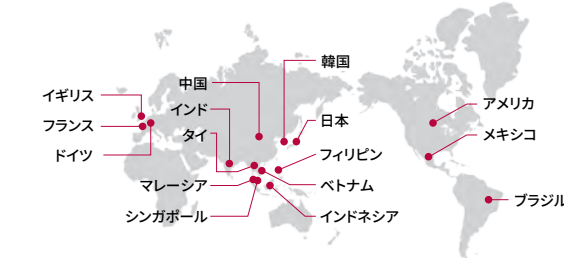 韓国
中国
イギリス
インド
アメリカ
フランス
日本
タイ
メキシコ
ドイツ
フィリピン
マレーシア
ベトナム
ブラジル
シンガポール
インドネシア